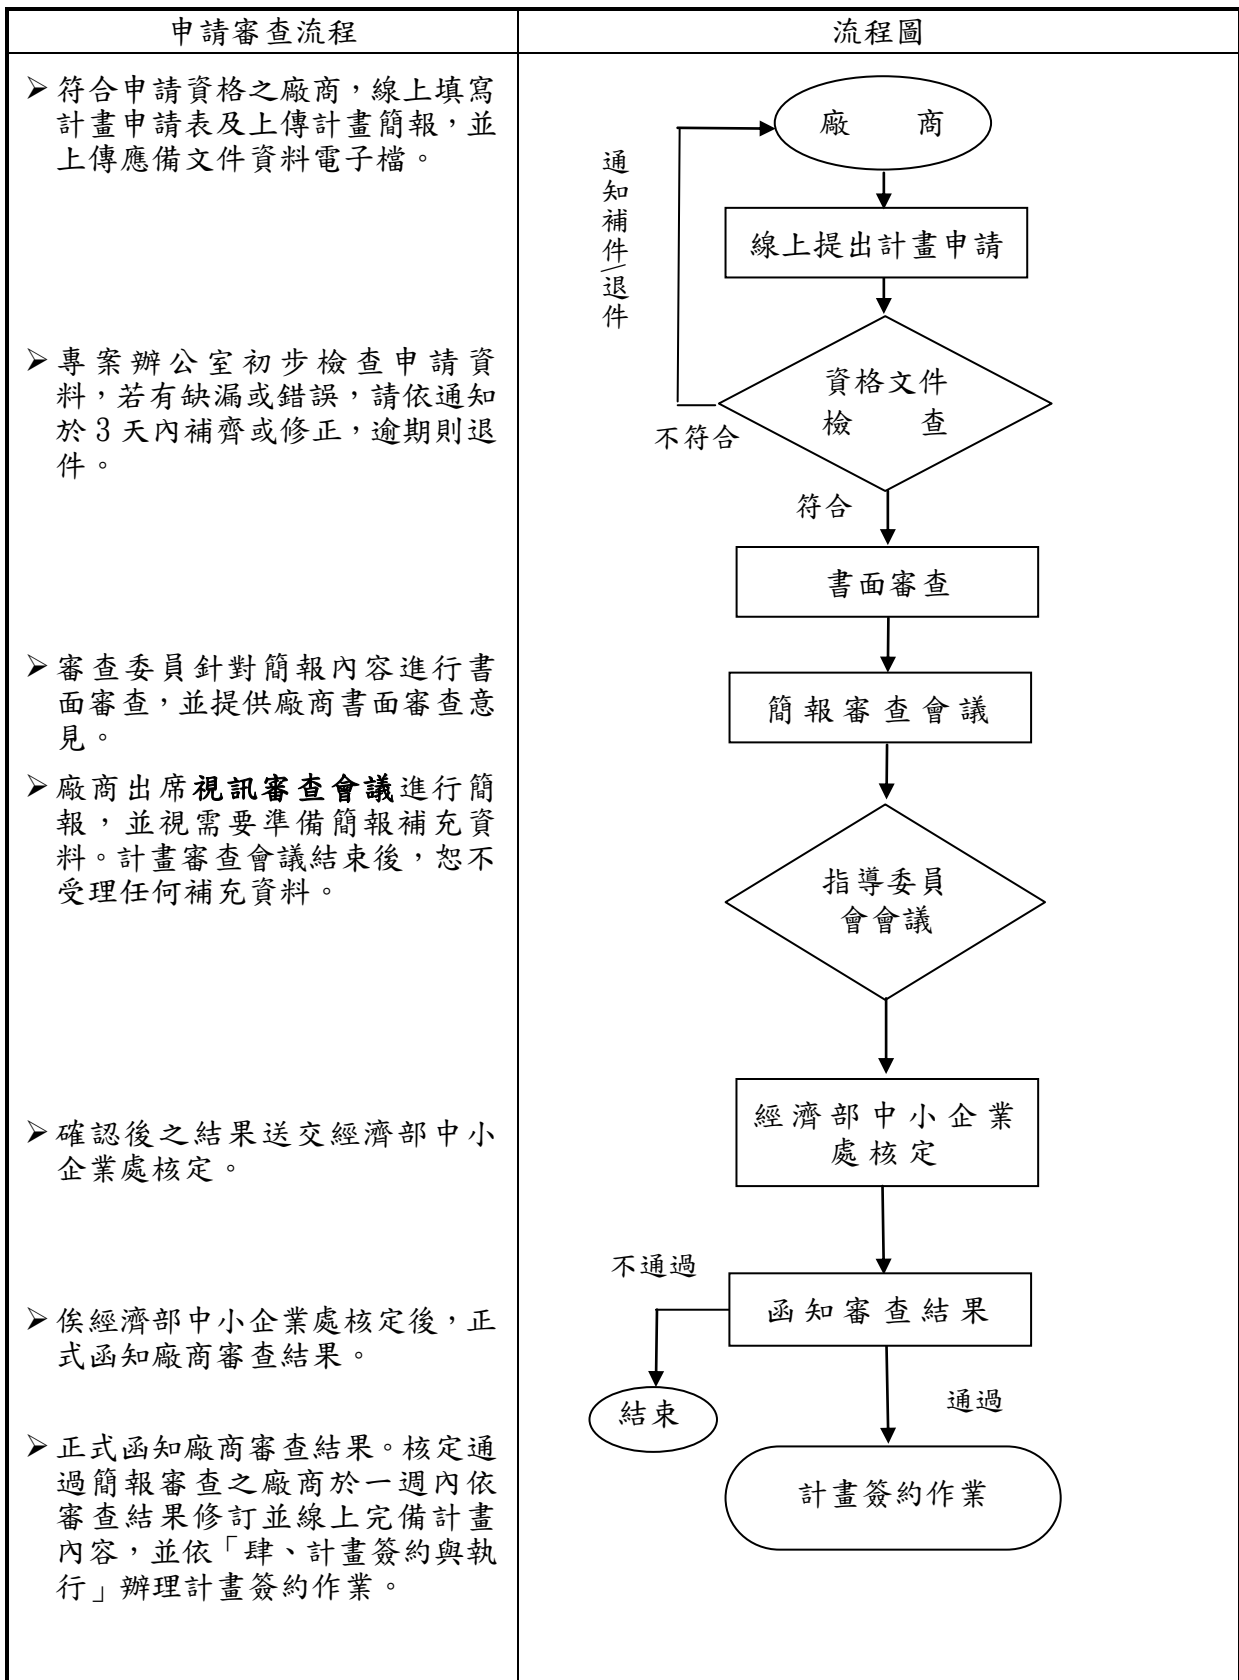 申請審查流程
流程圖
➢符合申請資格之廠商，線上填寫
計畫申請表及上傳計畫簡報，並
上傳應備文件資料電子檔。
➢專案辦公室初步檢查申請資
料，若有缺漏或錯誤，請依通知
於3天內補齊或修正，逾期則退
件。
➢審查委員針對簡報內容進行書
面審查，並提供廠商書面審查意
見。
➢廠商出席視訊審查會議進行簡
報，並視需要準備簡報補充資
料。計畫審查會議結束後，恕不
受理任何補充資料。
➢確認後之結果送交經濟部中小
企業處核定。
➢俟經濟部中小企業處核定後，正
式函知廠商審查結果。
➢正式函知廠商審查結果。核定通
過簡報審查之廠商於一週內依
審查結果修訂並線上完備計畫
內容，並依「肆、計畫簽約與執
行」辦理計畫簽約作業。
廠 商
通知補件/退件
線上提出計畫申請
資格文件
檢 查
不符合
符合
書面審查
簡報審查會議
指導委員
會會議
經濟部中小企業
處核定
不通過
函知審查結果
結束
通過
計畫簽約作業